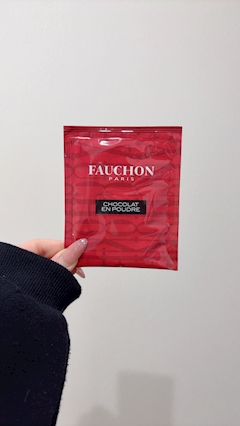 FAUCHON
PARIS
CHOCOLAT
EN POUDRE